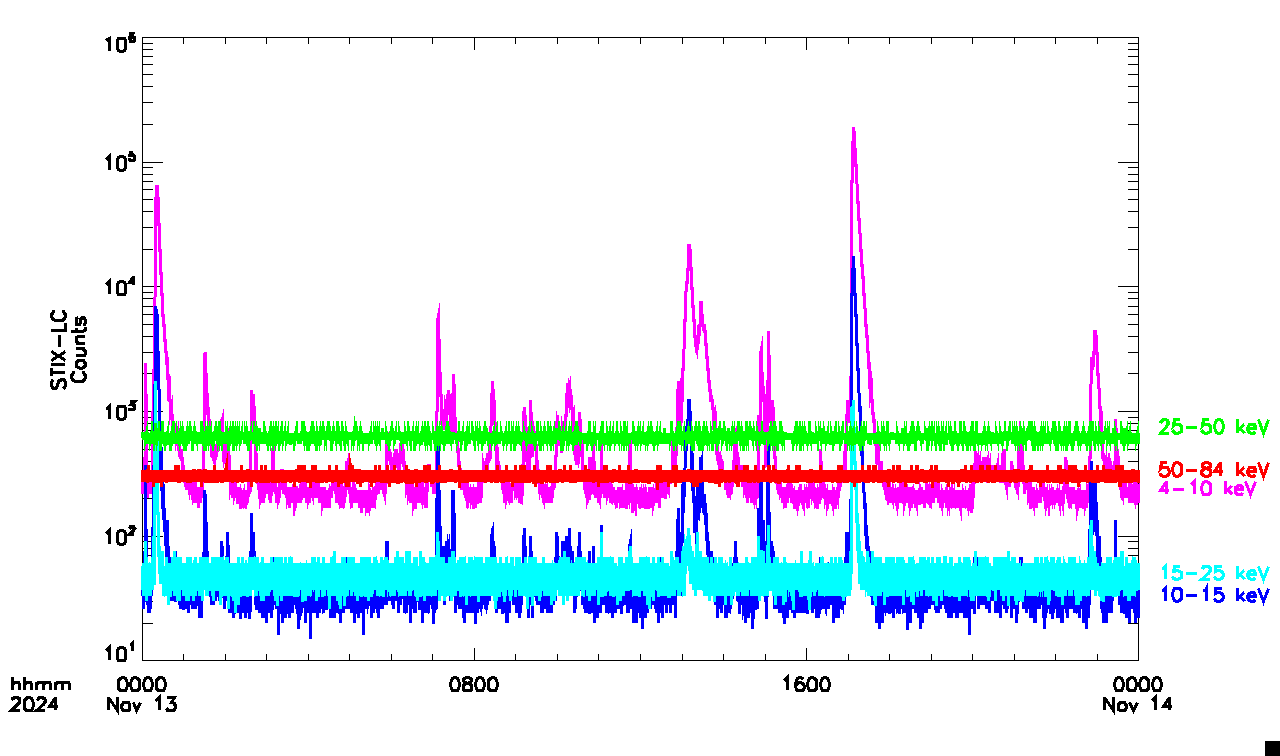 10⁶
10⁵
10⁴
10³
10²
10¹
STIX-LC
Counts
25-50 keV
50-84 keV
4-10 keV
15-25 keV
10-15 keV
hhmm 0000 0800 1600 0000
2024 Nov 13 Nov 14